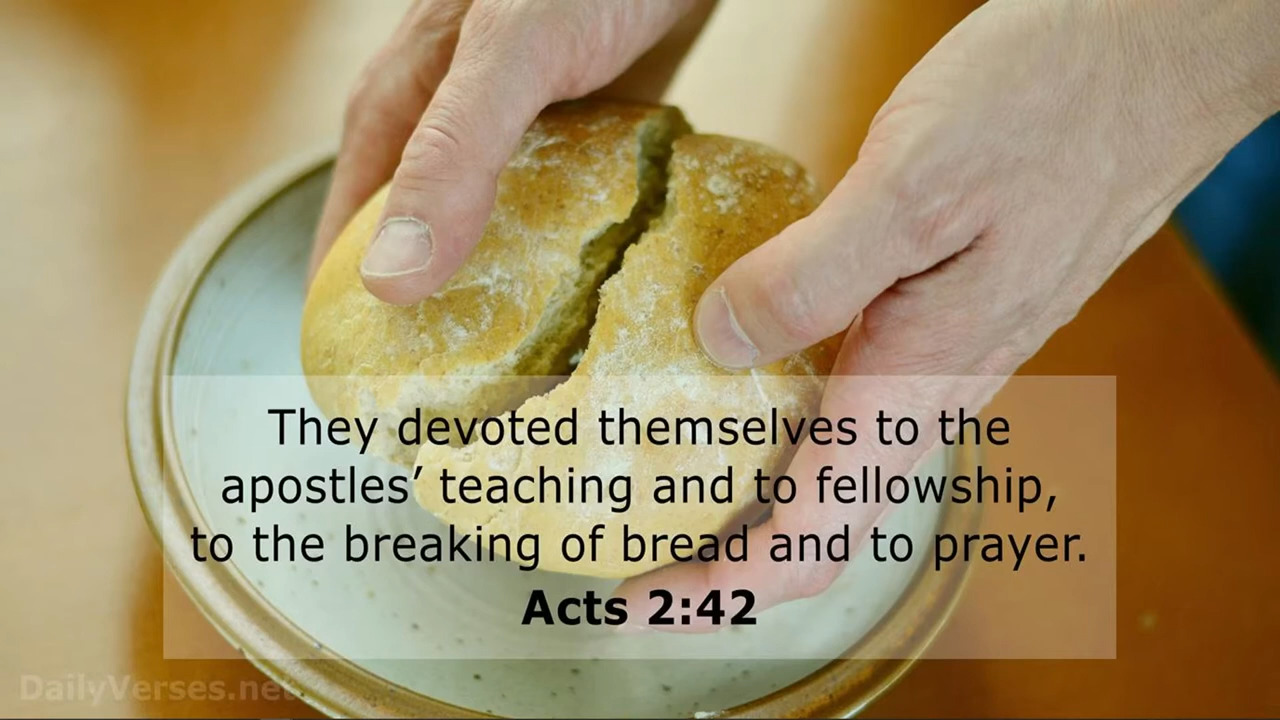 They devoted themselves to the
apostles’ teaching and to fellowship,
to the breaking of bread and to prayer.
Acts 2:42
DailyVerses.net